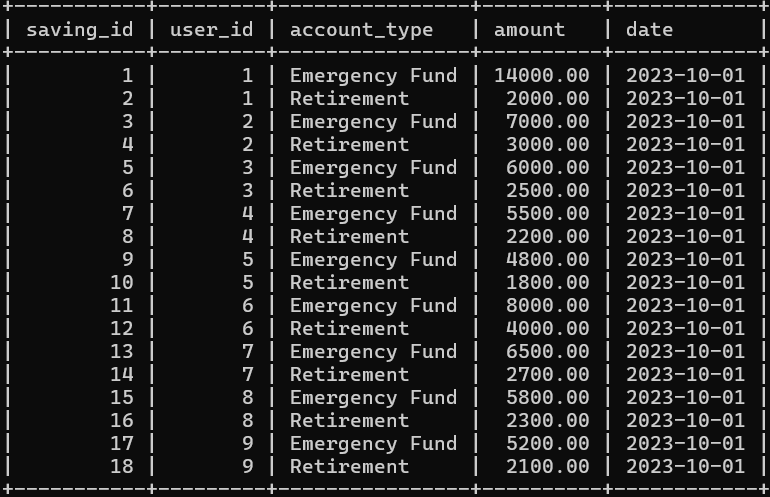 +-----------+---------+----------------+----------+------------+
| saving_id | user_id | account_type   | amount   | date       |
+-----------+---------+----------------+----------+------------+
|         1 |       1 | Emergency Fund | 14000.00 | 2023-10-01 |
|         2 |       1 | Retirement     |  2000.00 | 2023-10-01 |
|         3 |       2 | Emergency Fund |  7000.00 | 2023-10-01 |
|         4 |       2 | Retirement     |  3000.00 | 2023-10-01 |
|         5 |       3 | Emergency Fund |  6000.00 | 2023-10-01 |
|         6 |       3 | Retirement     |  2500.00 | 2023-10-01 |
|         7 |       4 | Emergency Fund |  5500.00 | 2023-10-01 |
|         8 |       4 | Retirement     |  2200.00 | 2023-10-01 |
|         9 |       5 | Emergency Fund |  4800.00 | 2023-10-01 |
|        10 |       5 | Retirement     |  1800.00 | 2023-10-01 |
|        11 |       6 | Emergency Fund |  8000.00 | 2023-10-01 |
|        12 |       6 | Retirement     |  4000.00 | 2023-10-01 |
|        13 |       7 | Emergency Fund |  6500.00 | 2023-10-01 |
|        14 |       7 | Retirement     |  2700.00 | 2023-10-01 |
|        15 |       8 | Emergency Fund |  5800.00 | 2023-10-01 |
|        16 |       8 | Retirement     |  2300.00 | 2023-10-01 |
|        17 |       9 | Emergency Fund |  5200.00 | 2023-10-01 |
|        18 |       9 | Retirement     |  2100.00 | 2023-10-01 |
+-----------+---------+----------------+----------+------------+